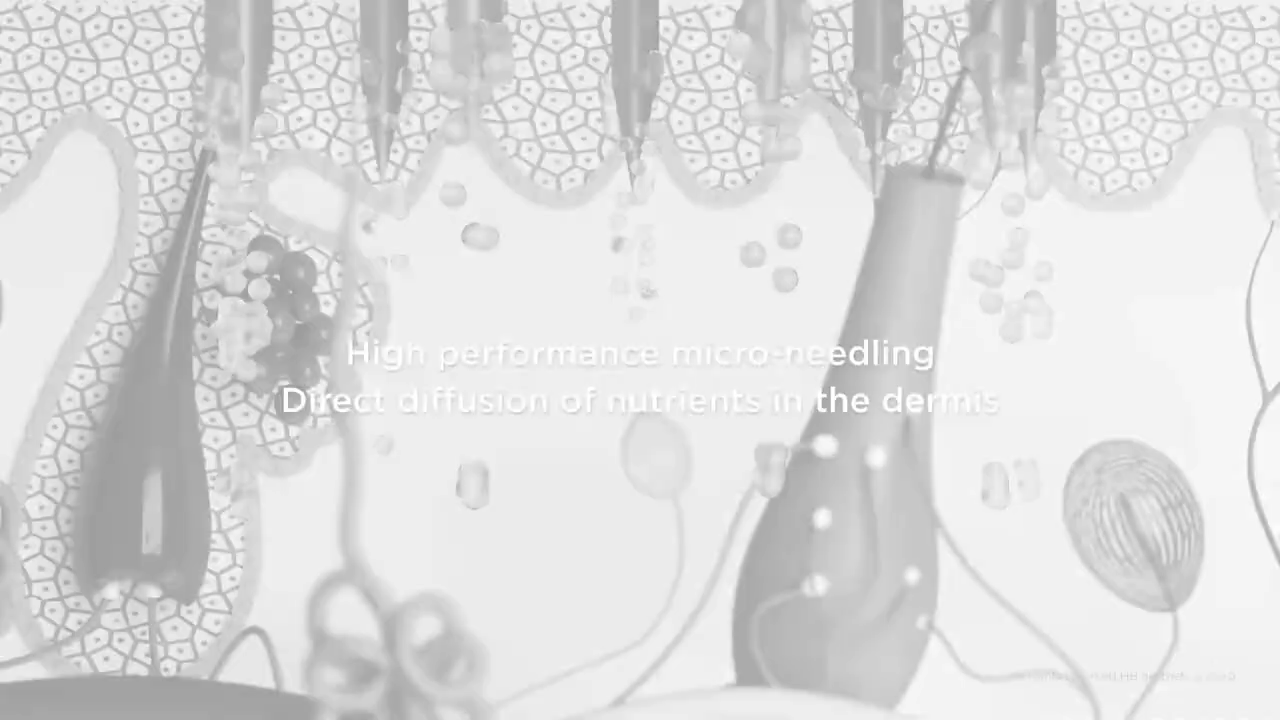 High performance micro-needling
Direct diffusion of nutrients in the dermis